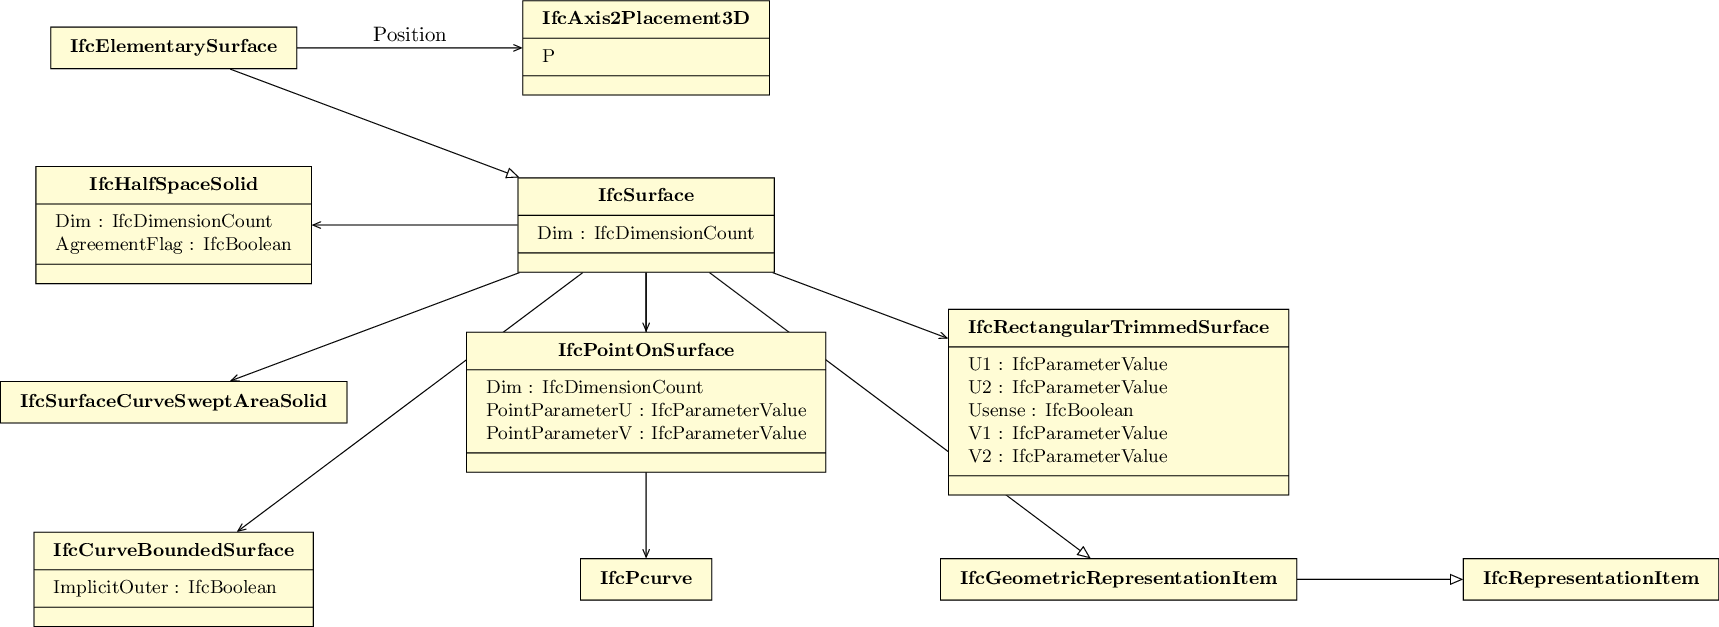 IfcElementarySurface
Position
IfcAxis2Placement3D
P
IfcHalfSpaceSolid
Dim : IfcDimensionCount
AgreementFlag : IfcBoolean
IfcSurface
Dim : IfcDimensionCount
IfcSurfaceCurveSweptAreaSolid
IfcPointOnSurface
Dim : IfcDimensionCount
PointParameterU : IfcParameterValue
PointParameterV : IfcParameterValue
IfcRectangularTrimmedSurface
U1 : IfcParameterValue
U2 : IfcParameterValue
Usense : IfcBoolean
V1 : IfcParameterValue
V2 : IfcParameterValue
IfcCurveBoundedSurface
ImplicitOuter : IfcBoolean
IfcPcurve
IfcGeometricRepresentationItem
IfcRepresentationItem